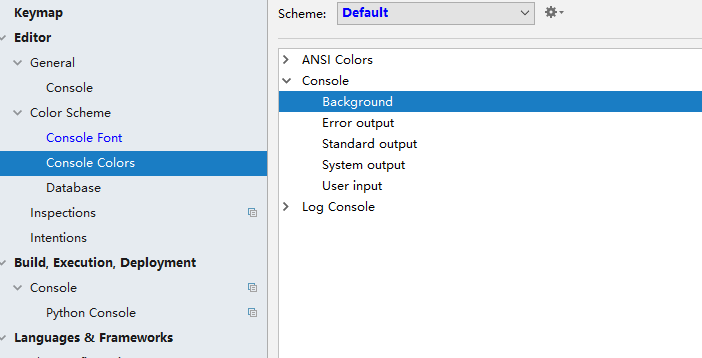 Keymap
Editor
General
Console
Color Scheme
Console Font
Console Colors
Database
Inspections
Intentions
Build, Execution, Deployment
Console
Python Console
Languages & Frameworks
Scheme: Default
ANSI Colors
Console
Background
Error output
Standard output
System output
User input
Log Console